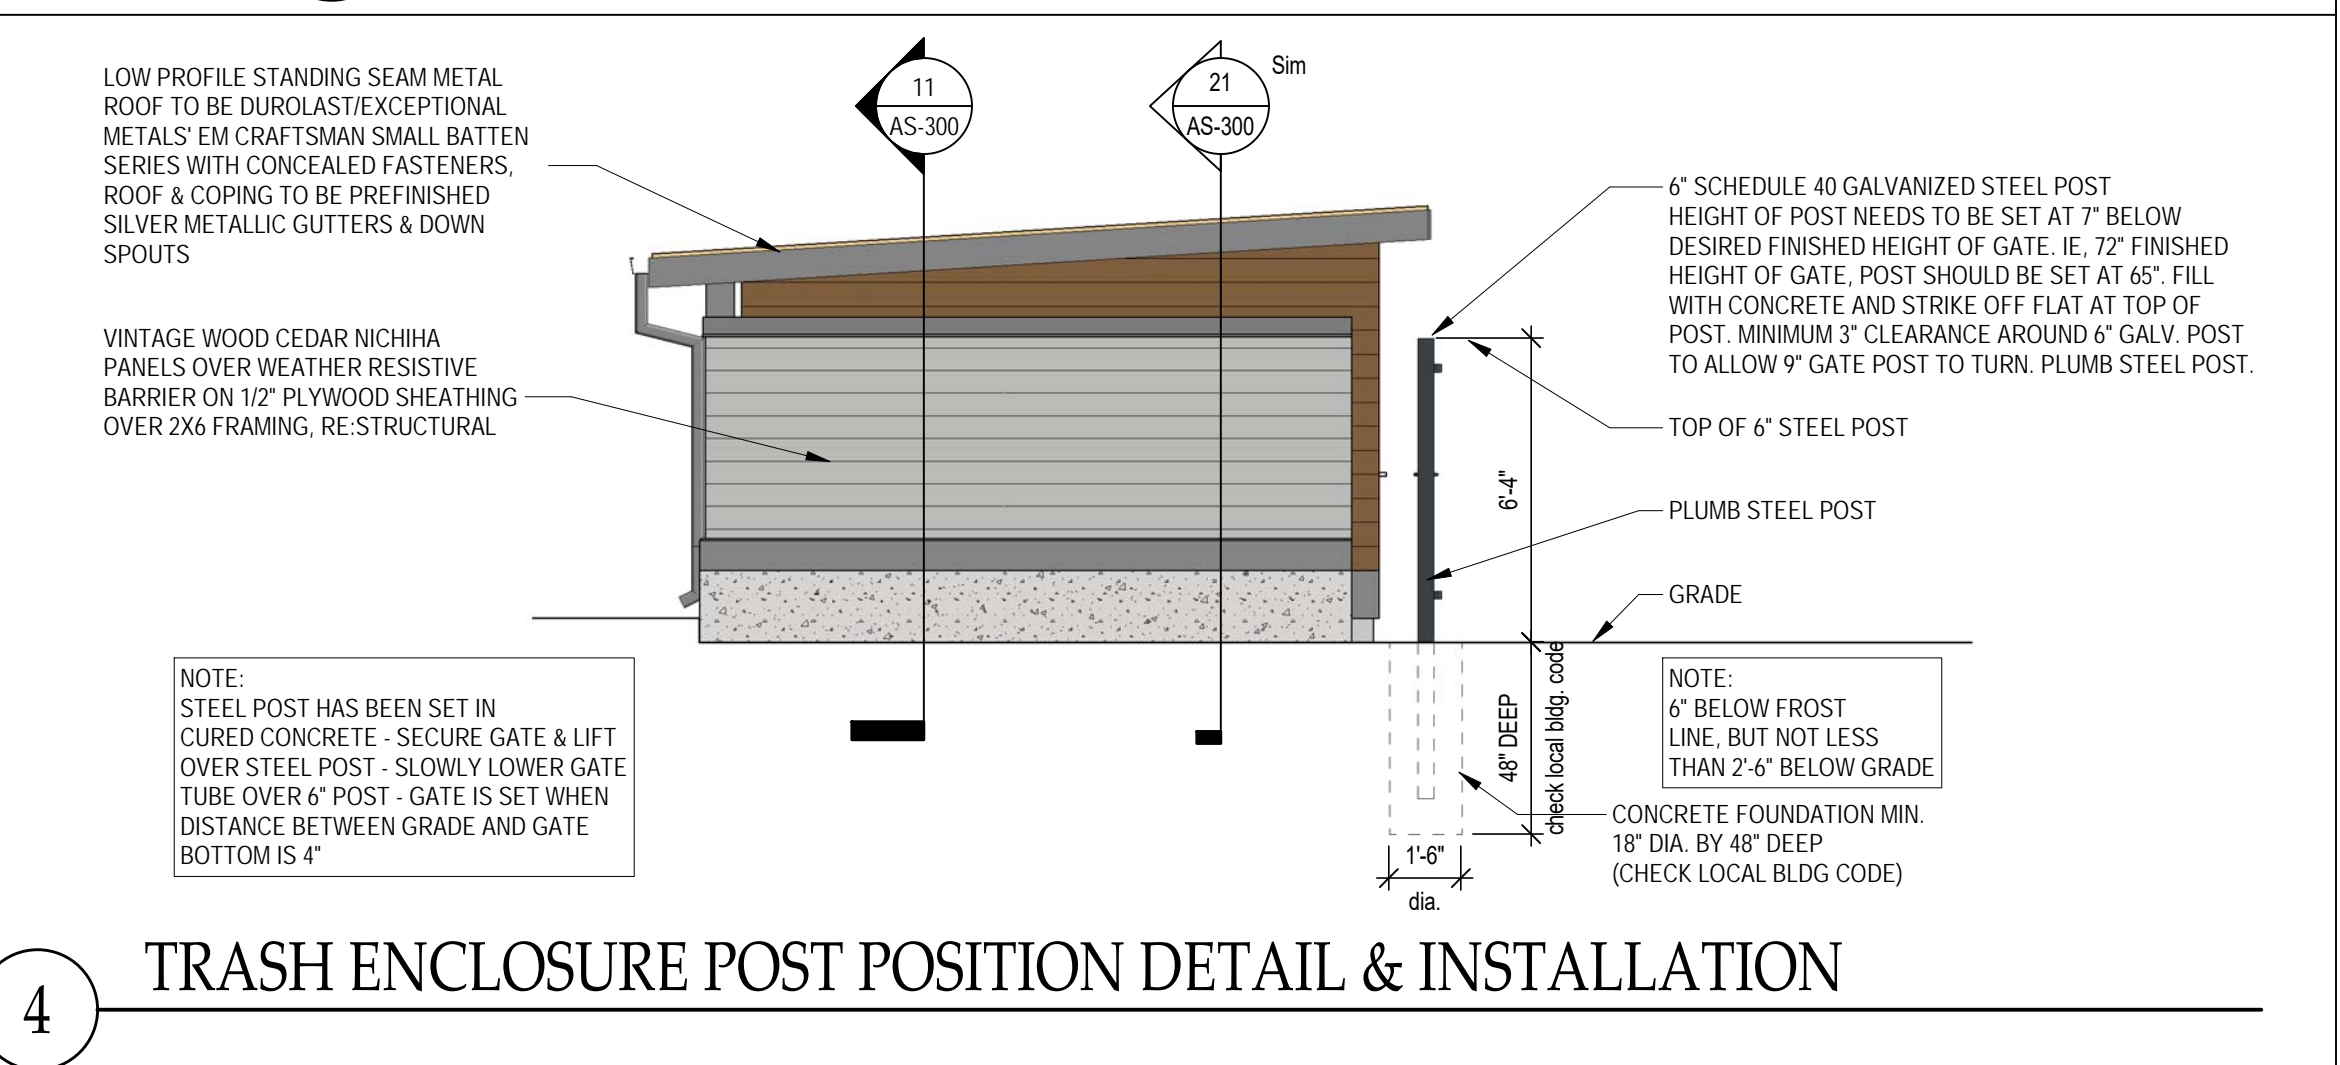 LOW PROFILE STANDING SEAM METAL
ROOF TO BE DUROLAST/EXCEPTIONAL
METALS' EM CRAFTSMAN SMALL BATTEN
SERIES WITH CONCEALED FASTENERS,
ROOF & COPING TO BE PREFINISHED
SILVER METALLIC GUTTERS & DOWN
SPOUTS
VINTAGE WOOD CEDAR NICHIHA
PANELS OVER WEATHER RESISTIVE
BARRIER ON 1/2" PLYWOOD SHEATHING
OVER 2X6 FRAMING, RE:STRUCTURAL
11
AS-300
21
AS-300
Sim
6" SCHEDULE 40 GALVANIZED STEEL POST
HEIGHT OF POST NEEDS TO BE SET AT 7" BELOW
DESIRED FINISHED HEIGHT OF GATE. IE, 72" FINISHED
HEIGHT OF GATE, POST SHOULD BE SET AT 65". FILL
WITH CONCRETE AND STRIKE OFF FLAT AT TOP OF
POST. MINIMUM 3" CLEARANCE AROUND 6" GALV. POST
TO ALLOW 9" GATE POST TO TURN. PLUMB STEEL POST.
TOP OF 6" STEEL POST
6'-4"
PLUMB STEEL POST
GRADE
NOTE:
STEEL POST HAS BEEN SET IN
CURED CONCRETE - SECURE GATE & LIFT
OVER STEEL POST - SLOWLY LOWER GATE
TUBE OVER 6" POST - GATE IS SET WHEN
DISTANCE BETWEEN GRADE AND GATE
BOTTOM IS 4"
48" DEEP
check local bldg. code
NOTE:
6" BELOW FROST
LINE, BUT NOT LESS
THAN 2'-6" BELOW GRADE
CONCRETE FOUNDATION MIN.
18" DIA. BY 48" DEEP
(CHECK LOCAL BLDG CODE)
1'-6"
dia.
4
TRASH ENCLOSURE POST POSITION DETAIL & INSTALLATION